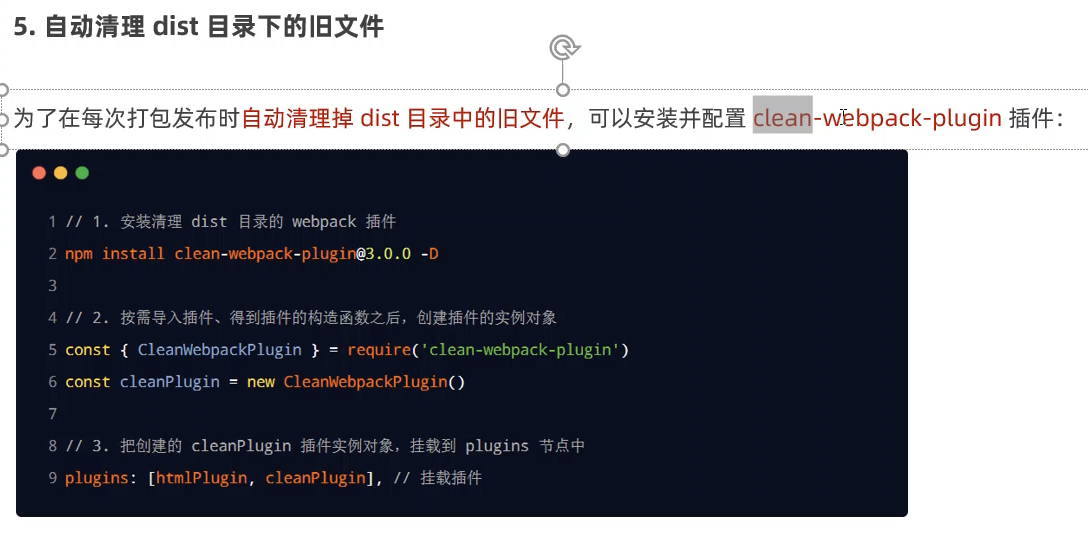 5. 自动清理 dist 目录下的旧文件
为了在每次打包发布时自动清理掉 dist 目录中的旧文件，可以安装并配置 clean-webpack-plugin 插件：
1 // 1. 安装清理 dist 目录的 webpack 插件
2 npm install clean-webpack-plugin@3.0.0 -D
3
4 // 2. 按需导入插件、得到插件的构造函数之后，创建插件的实例对象
5 const { CleanWebpackPlugin } = require('clean-webpack-plugin')
6 const cleanPlugin = new CleanWebpackPlugin()
7
8 // 3. 把创建的 cleanPlugin 插件实例对象，挂载到 plugins 节点中
9 plugins: [htmlPlugin, cleanPlugin], // 挂载插件